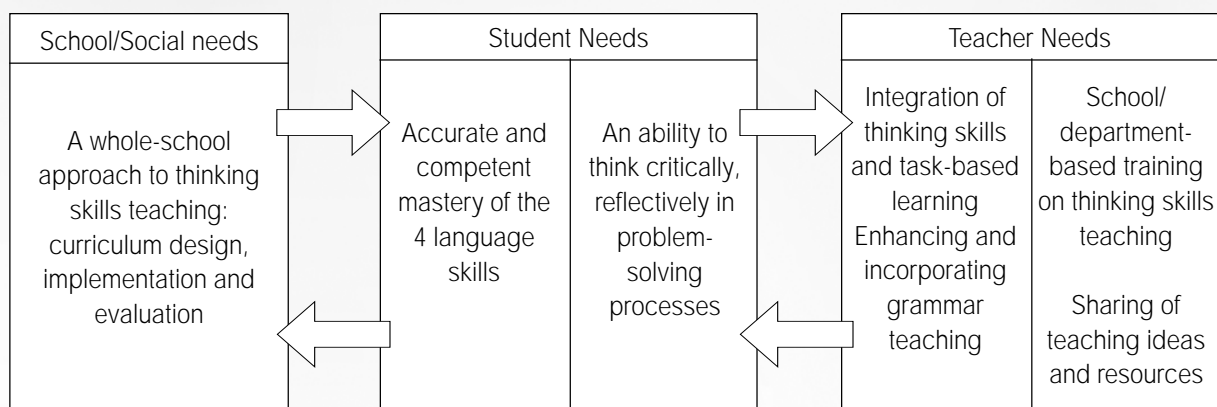 School/Social needs
A whole-school
approach to thinking
skills teaching:
curriculum design,
implementation and
evaluation
Student Needs
Accurate and
competent
mastery of the
4 language
skills
An ability to
think critically,
reflectively in
problem-
solving
processes
Teacher Needs
Integration of
thinking skills
and task-based
learning
Enhancing and
incorporating
grammar
teaching
School/
department-
based training
on thinking skills
teaching
Sharing of
teaching ideas
and resources